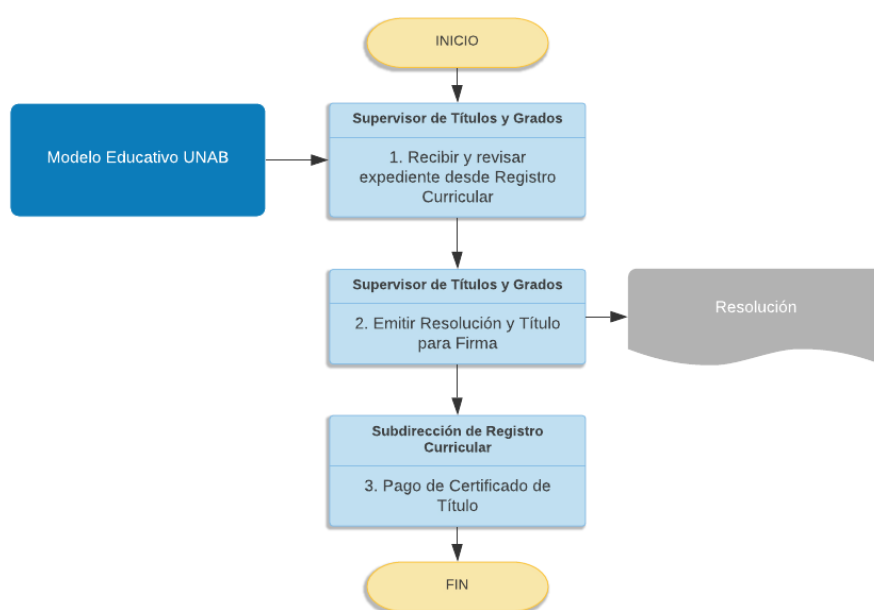 INICIO
Supervisor de Títulos y Grados
Modelo Educativo UNAB
1. Recibir y revisar
expediente desde Registro
Curricular
Supervisor de Títulos y Grados
2. Emitir Resolución y Título
para Firma
Resolución
Subdirección de Registro
Curricular
3. Pago de Certificado de
Título
FIN